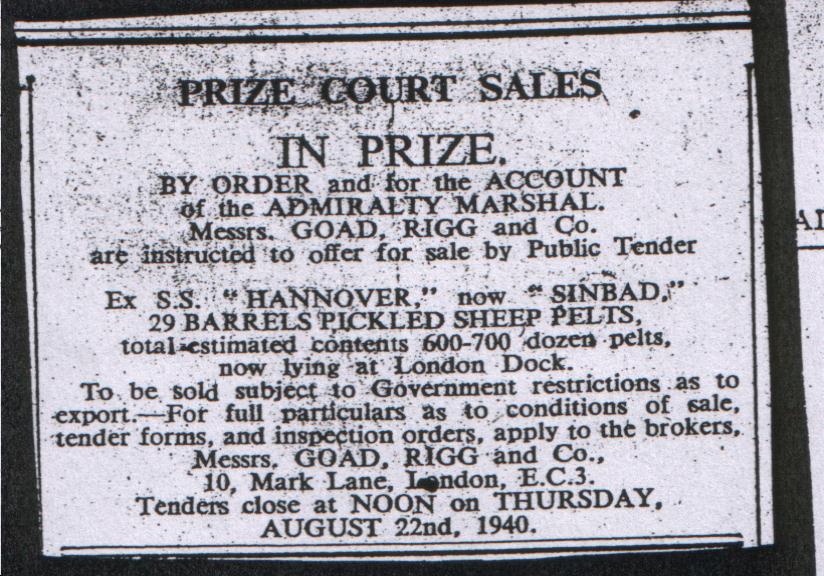 PRIZE COURT SALES
IN PRIZE.
BY ORDER and for the ACCOUNT
of the ADMIRALTY MARSHAL.
Messrs. GOAD, RIGG and Co.
are instructed to offer for sale by Public Tender
Ex S.S. "HANNOVER," now "SINBAD,"
29 BARRELS PICKLED SHEEP PELTS,
total estimated contents 600-700 dozen pelts,
now lying at London Dock.
To be sold subject to Government restrictions as to
export.—For full particulars as to conditions of sale,
tender forms, and inspection orders, apply to the brokers,
Messrs. GOAD, RIGG and Co.,
10, Mark Lane, London, E.C.3.
Tenders close at NOON on THURSDAY,
AUGUST 22nd, 1940.